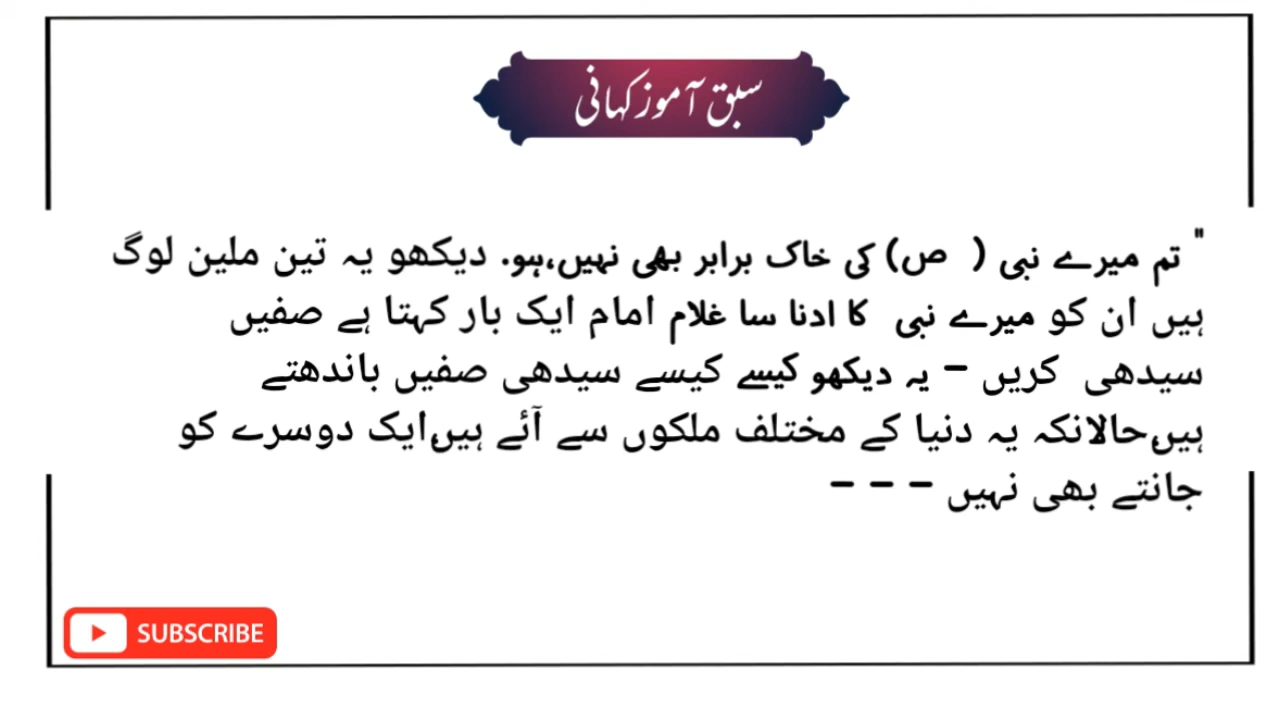 سبق آموز کہانی
" تم میرے نبی ( ص) کی خاک برابر بھی نہیں،ہو. دیکھو یہ تین ملین لوگ
ہیں ان کو میرے نبی کا ادنا سا غلام امام ایک بار کہتا ہے صفیں
سیدھی کریں – یہ دیکھو کیسے کیسے سیدھی صفیں باندھتے
ہیں،حالانکہ یہ دنیا کے مختلف ملکوں سے آئے ہیں،ایک دوسرے کو
جانتے بھی نہیں – – –
SUBSCRIBE